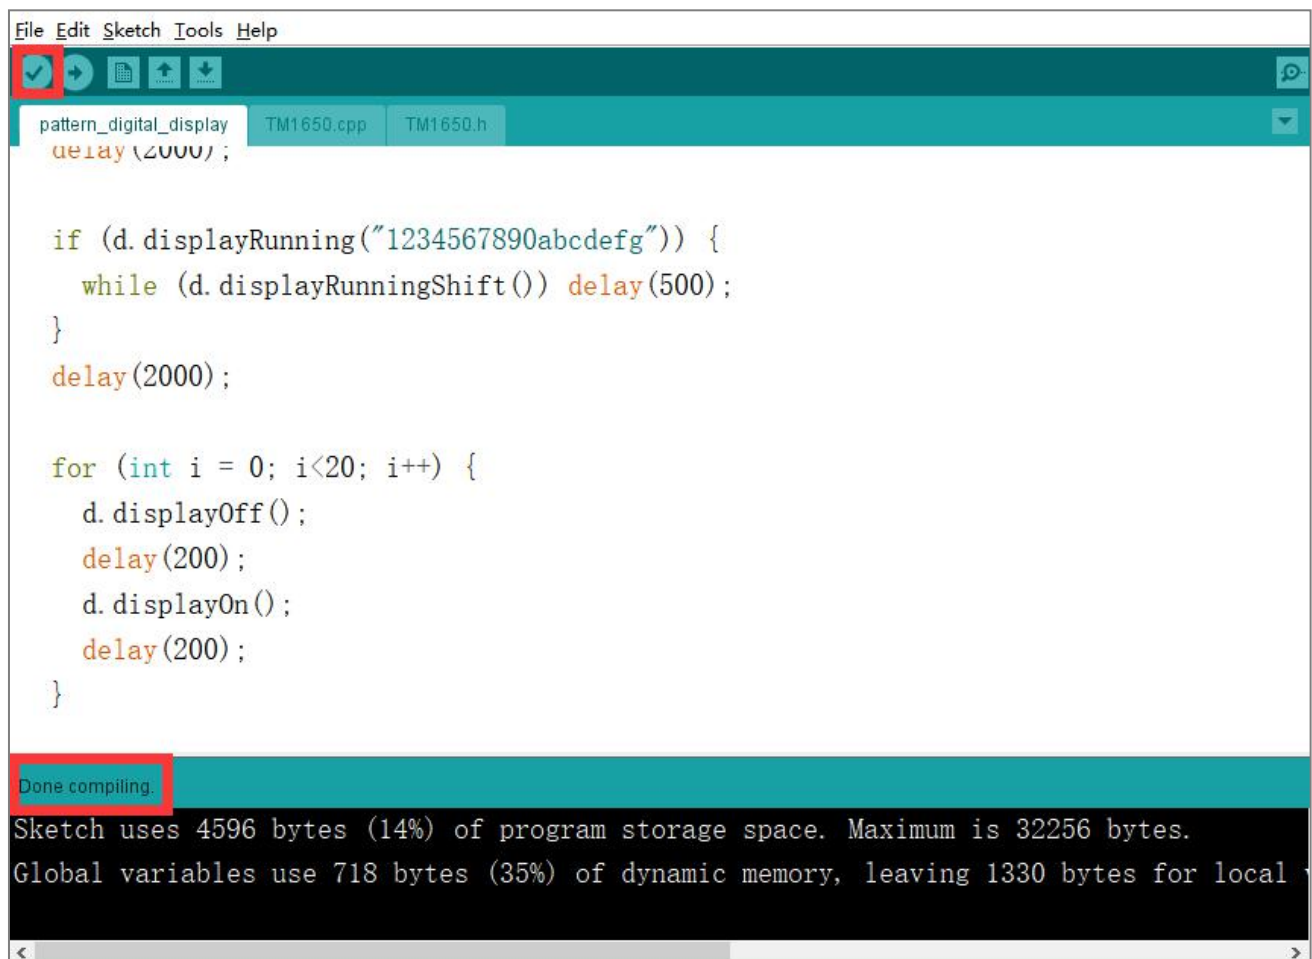 File Edit Sketch Tools Help
pattern_digital_display TM1650.cpp TM1650.h
delay(2000);
if (d.displayRunning("1234567890abcdefg")) {
while (d.displayRunningShift()) delay(500);
}
delay(2000);
for (int i = 0; i<20; i++) {
d.displayOff();
delay(200);
d.displayOn();
delay(200);
}
Done compiling.
Sketch uses 4596 bytes (14%) of program storage space. Maximum is 32256 bytes.
Global variables use 718 bytes (35%) of dynamic memory, leaving 1330 bytes for local